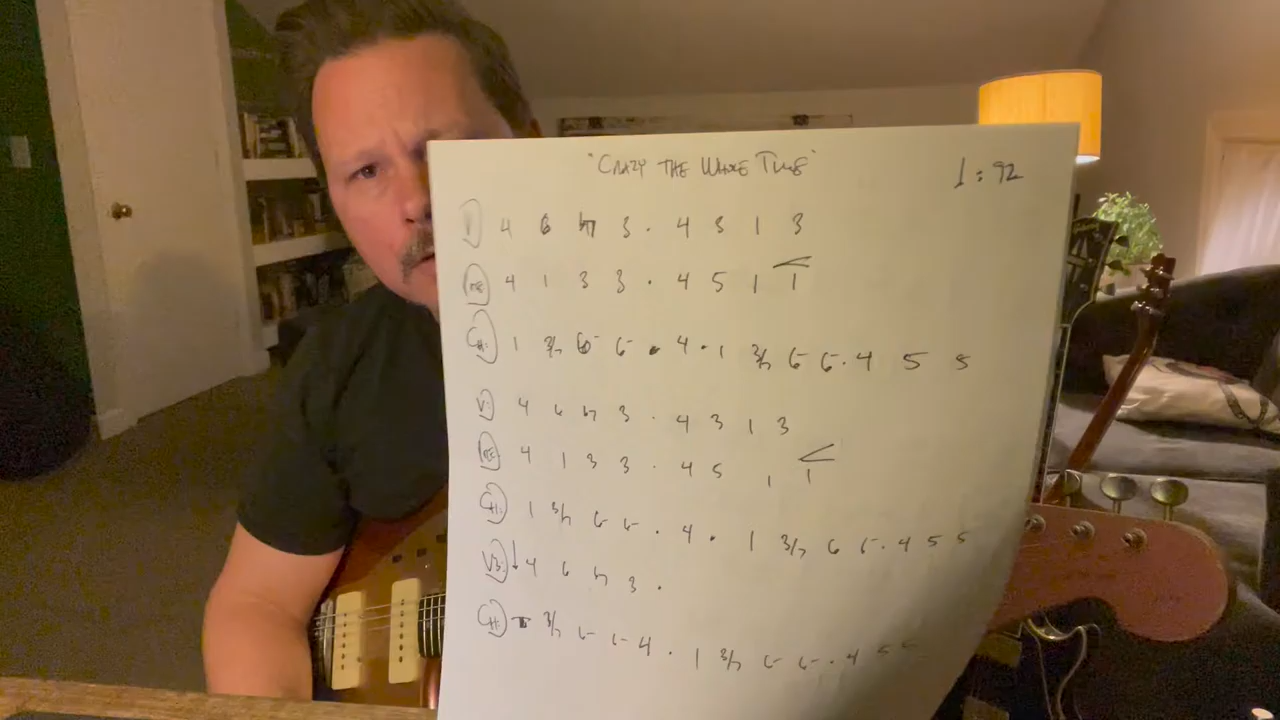 "CRAZY THE WHOLE TIME" ♩=92
V 4 6 b7 3 . 4 3 1 3
PRE 4 1 3 3 . 4 5 1 1
CH. 1 3/7 6- 6- . 4 . 1 3/7 6- 6- . 4 5 5
V. 4 6 b7 3 . 4 3 1 3
PRE 4 1 3 3 . 4 5 1 1
CH. 1 3/7 6- 6- . 4 . 1 3/7 6 6- . 4 5 5
V3. ↓ 4 6 b7 3 .
CH. 3/7 6- 6- 4 . 1 3/7 6- 6- . 4 5 5